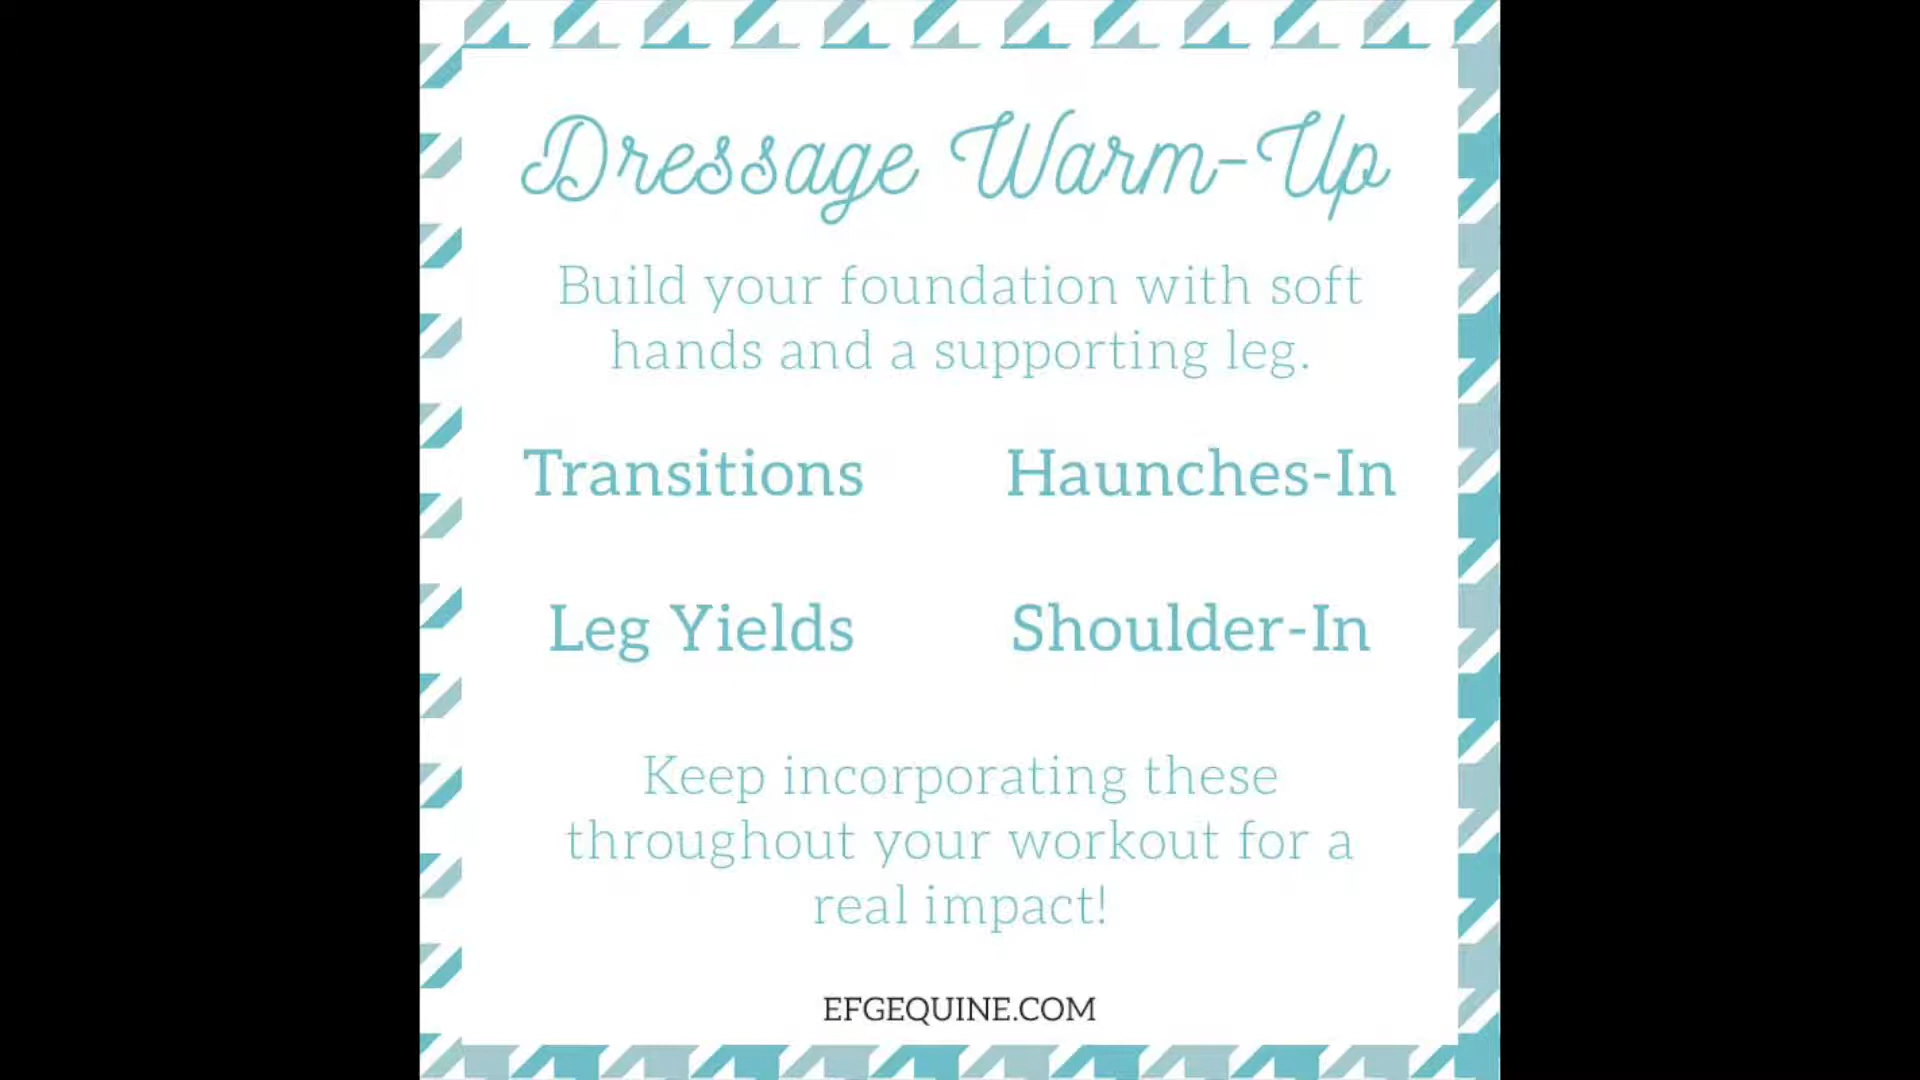 Dressage Warm-Up
Build your foundation with soft
hands and a supporting leg.
Transitions Haunches-In
Leg Yields Shoulder-In
Keep incorporating these
throughout your workout for a
real impact!
EFGEQUINE.COM